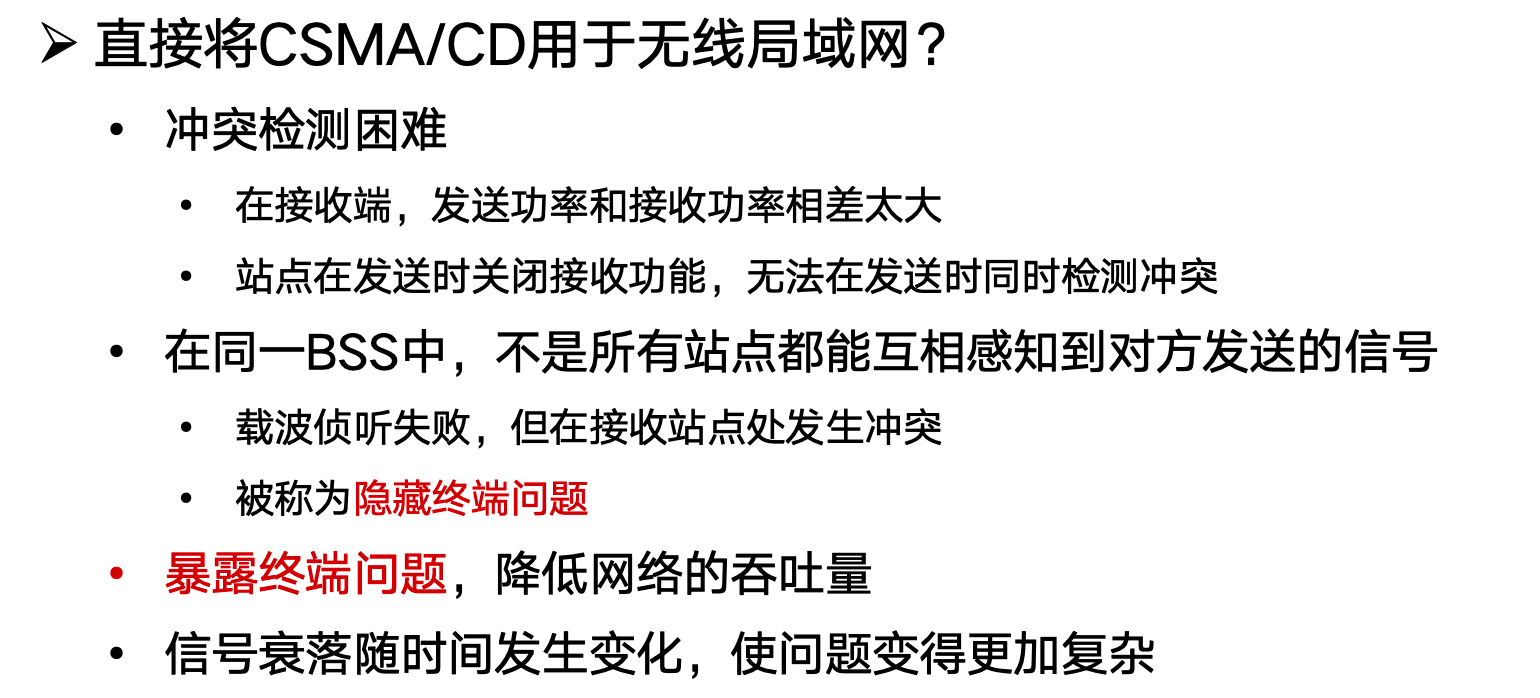 ➢ 直接将CSMA/CD用于无线局域网？
• 冲突检测困难
• 在接收端，发送功率和接收功率相差太大
• 站点在发送时关闭接收功能，无法在发送时同时检测冲突
• 在同一BSS中，不是所有站点都能互相感知到对方发送的信号
• 载波侦听失败，但在接收站点处发生冲突
• 被称为隐藏终端问题
• 暴露终端问题，降低网络的吞吐量
• 信号衰落随时间发生变化，使问题变得更加复杂